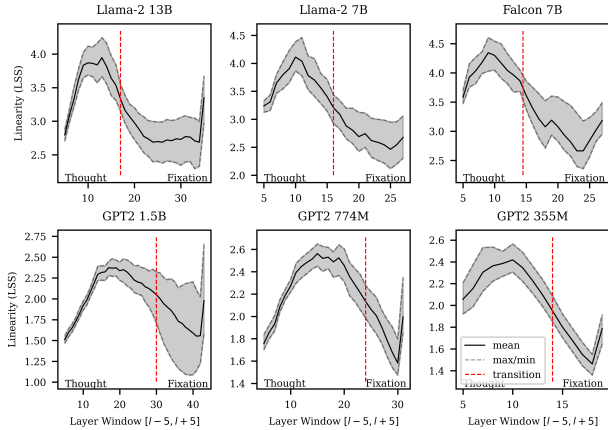 Llama-2 13B
Llama-2 7B
Falcon 7B
Linearity (LSS)
4.0
3.5
3.0
2.5
4.5
4.0
3.5
3.0
2.5
2.0
4.5
4.0
3.5
3.0
2.5
Thought Fixation
Thought Fixation
Thought Fixation
10 20 30
5 10 15 20 25
5 10 15 20 25
GPT2 1.5B
GPT2 774M
GPT2 355M
Linearity (LSS)
2.75
2.50
2.25
2.00
1.75
1.50
1.25
1.00
2.6
2.4
2.2
2.0
1.8
1.6
1.4
2.6
2.4
2.2
2.0
1.8
1.6
1.4
mean
max/min
transition
Thought Fixation
Thought Fixation
Thought Fixation
10 20 30 40
5 10 15 20 25 30
5 10 15
Layer Window [l − 5, l + 5]
Layer Window [l − 5, l + 5]
Layer Window [l − 5, l + 5]